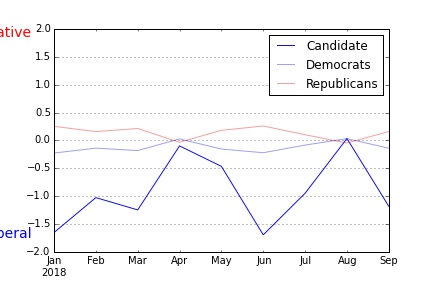 2.0
ative
1.5
1.0
0.5
0.0
−0.5
−1.0
−1.5
beral
−2.0
Candidate
Democrats
Republicans
Jan Feb Mar Apr May Jun Jul Aug Sep
2018